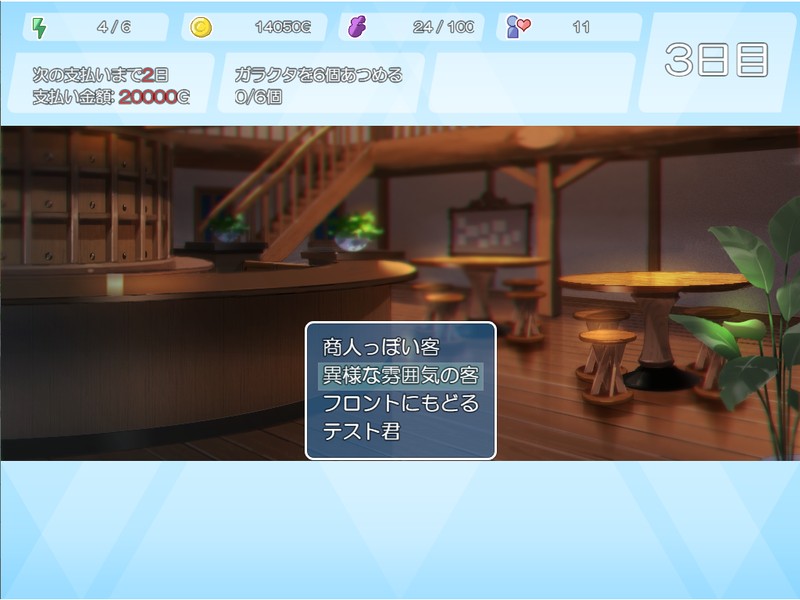 4 / 6
14050G
24 / 100
11
3日目
次の支払いまで2日
支払い金額: 20000G
ガラクタを6個あつめる
0/6個
商人っぽい客
異様な雰囲気の客
フロントにもどる
テスト君